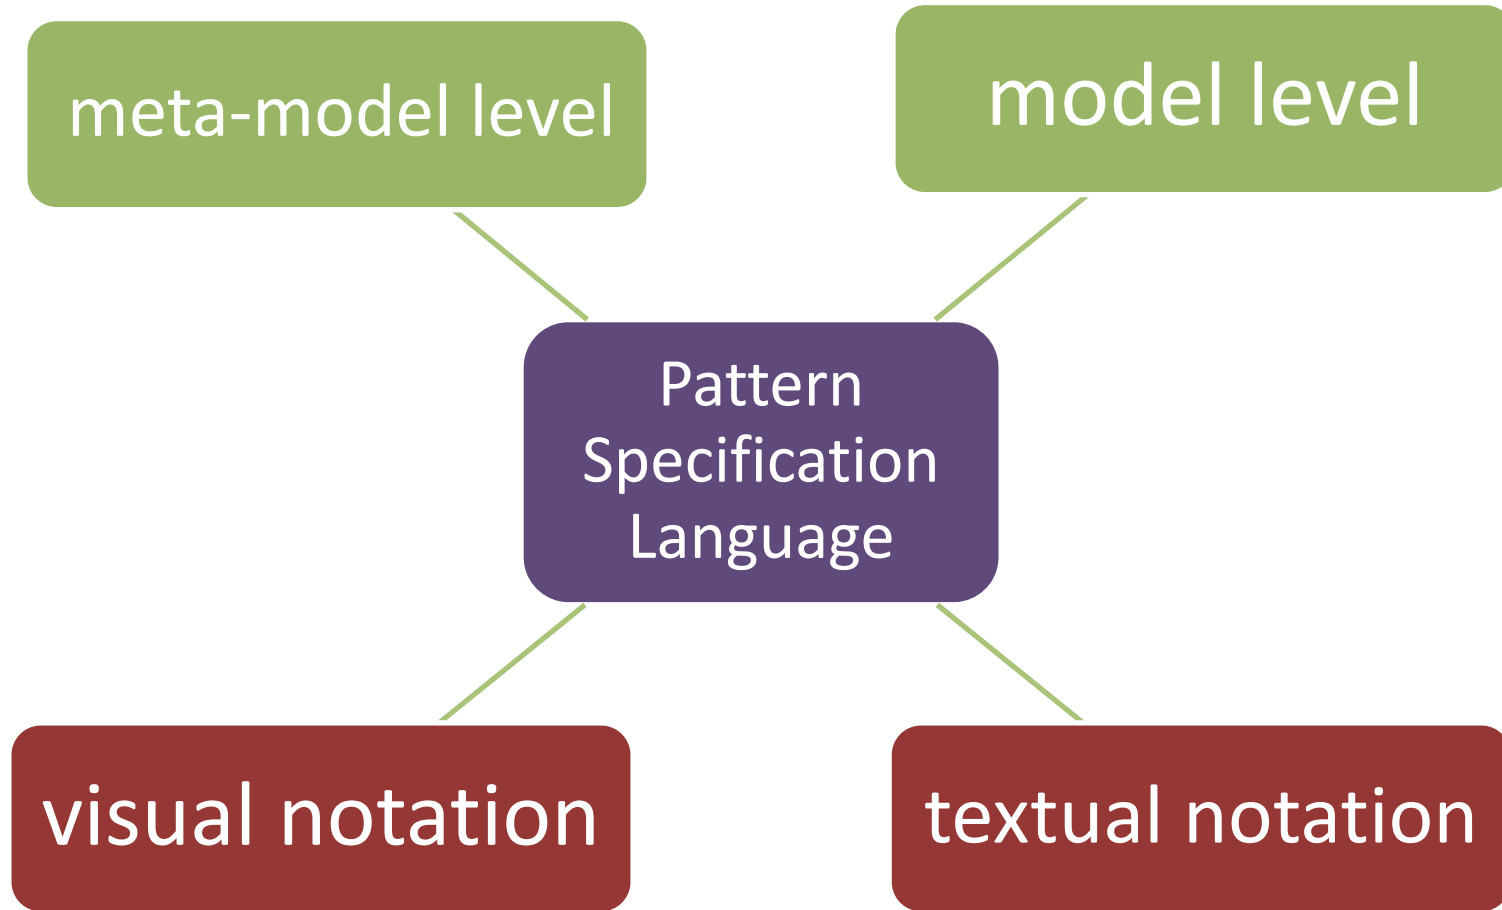 meta-model level
model level
Pattern
Specification
Language
visual notation
textual notation